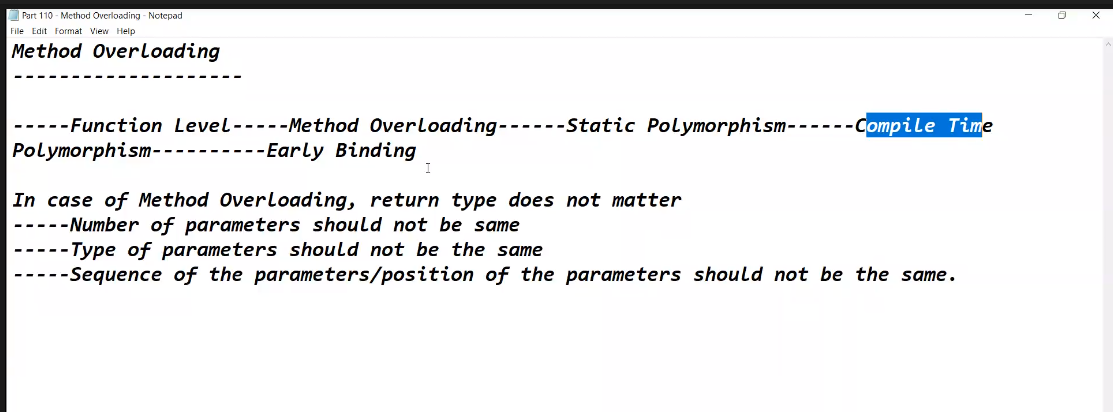 Part 110 - Method Overloading - Notepad
File Edit Format View Help
Method Overloading
--------------------
-----Function Level-----Method Overloading------Static Polymorphism------Compile Time
Polymorphism----------Early Binding
In case of Method Overloading, return type does not matter
-----Number of parameters should not be same
-----Type of parameters should not be the same
-----Sequence of the parameters/position of the parameters should not be the same.